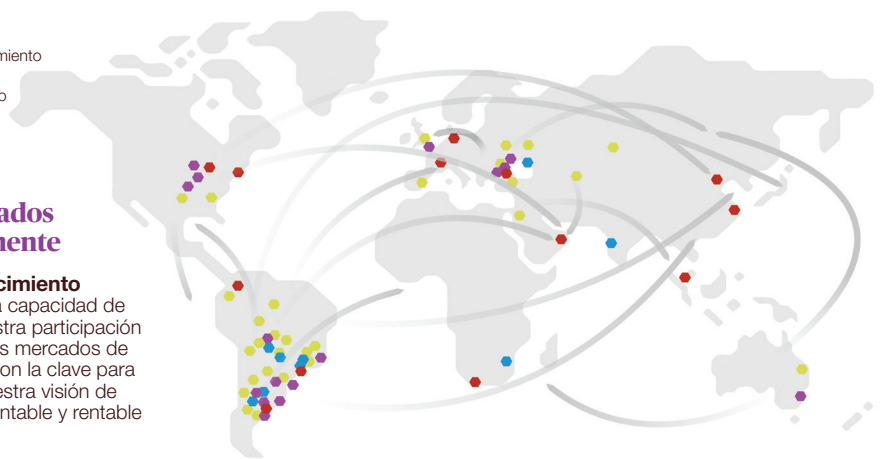 miento
o
ados
nente
cimiento
a capacidad de
stra participación
s mercados de
on la clave para
estra visión de
ntable y rentable